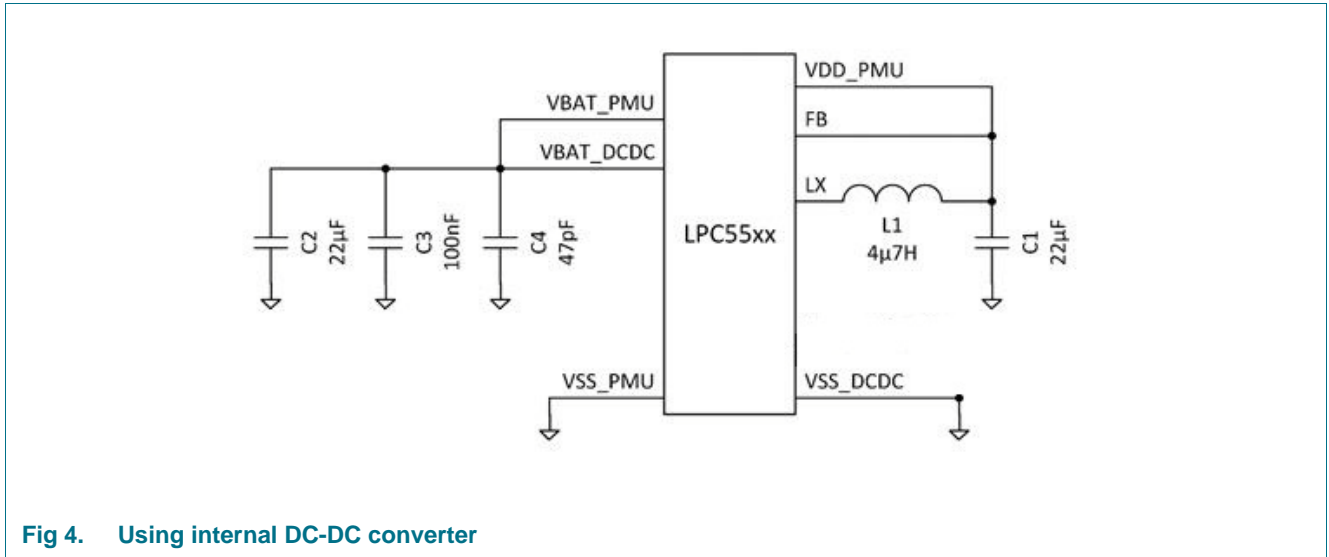 VBAT_PMU
VBAT_DCDC
C2
22µF
C3
100nF
C4
47pF
VSS_PMU
LPC55xx
VDD_PMU
FB
LX
L1
4µ7H
C1
22µF
VSS_DCDC
Fig 4. Using internal DC-DC converter